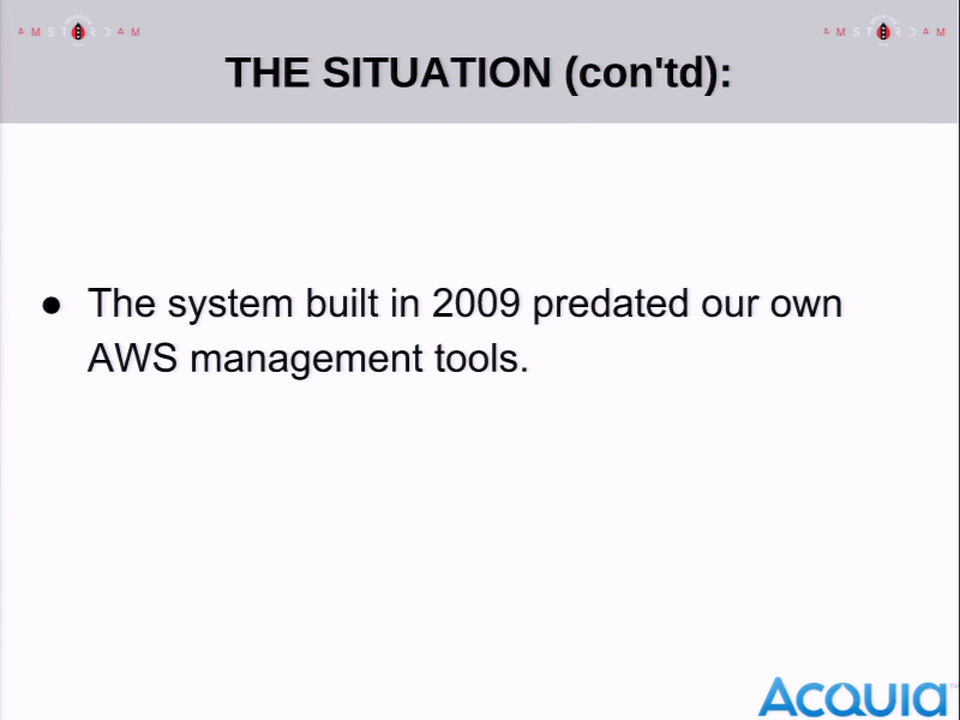 AMSTERDAM AMSTERDAM
THE SITUATION (con'td):
● The system built in 2009 predated our own
AWS management tools.
Acquia